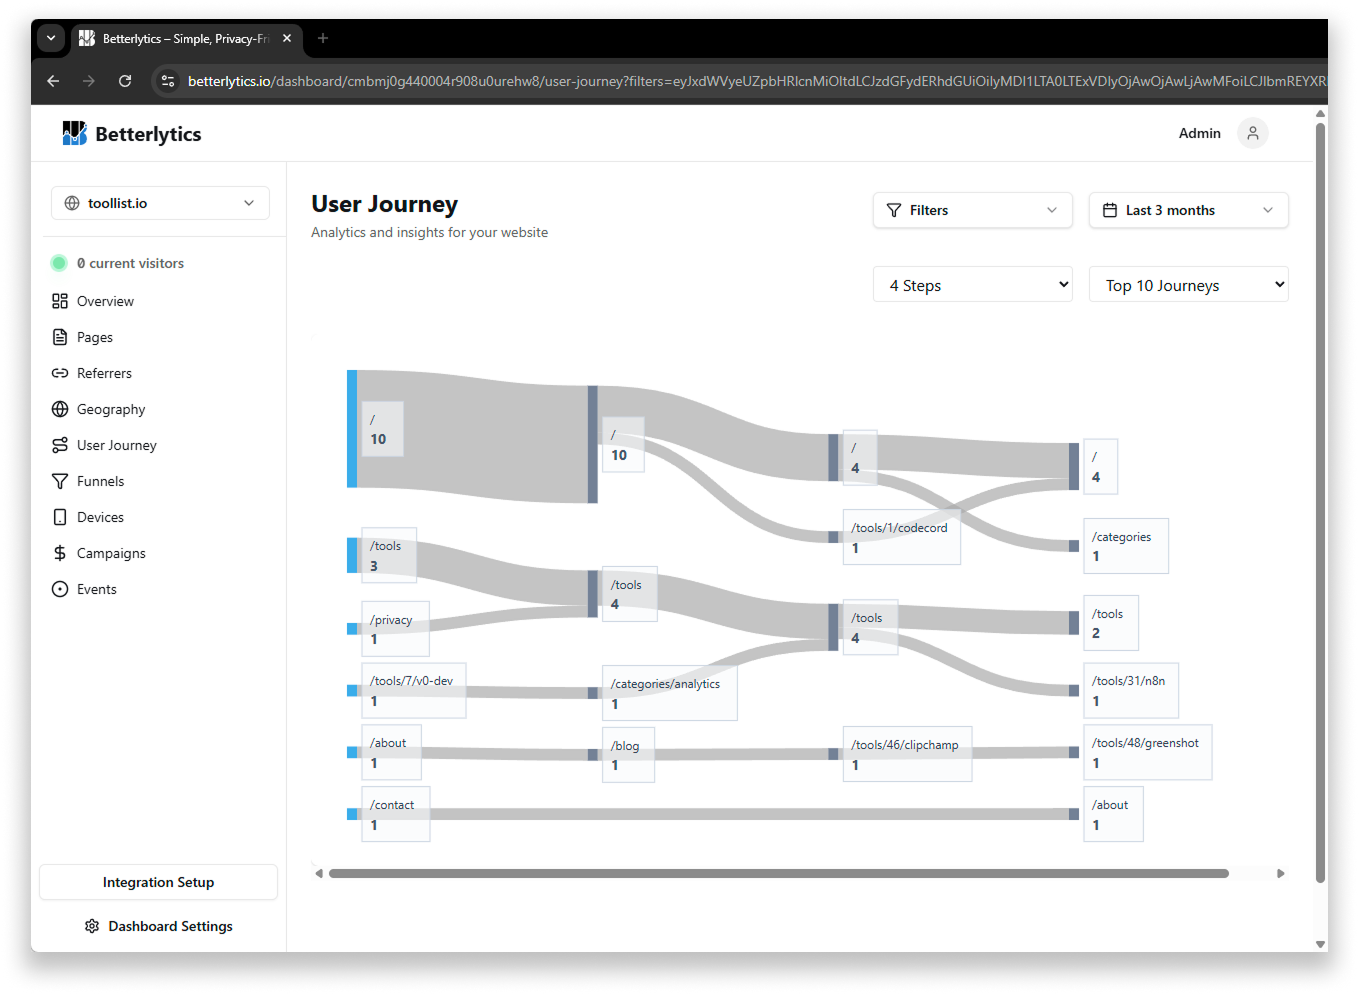 Betterlytics – Simple, Privacy-Fri
betterlytics.io/dashboard/cmbmj0g440004r908u0urehw8/user-journey?filters=eyJxdWVyeUZpbHRlcnMiOltdLCJzdGFydERhdGUiOiIyMDI1LTA0LTExVDIyOjAwOjAwLjAwMFoiLCJlbmREYXR
Betterlytics
Admin
toollist.io
0 current visitors
Overview
Pages
Referrers
Geography
User Journey
Funnels
Devices
Campaigns
Events
Integration Setup
Dashboard Settings
User Journey
Analytics and insights for your website
Filters
Last 3 months
4 Steps
Top 10 Journeys
/
10
/
10
/
4
/
4
/tools/1/codecord
1
/categories
1
/tools
3
/tools
4
/tools
4
/tools
2
/privacy
1
/tools/7/v0-dev
1
/categories/analytics
1
/tools/31/n8n
1
/about
1
/blog
1
/tools/46/clipchamp
1
/tools/48/greenshot
1
/contact
1
/about
1